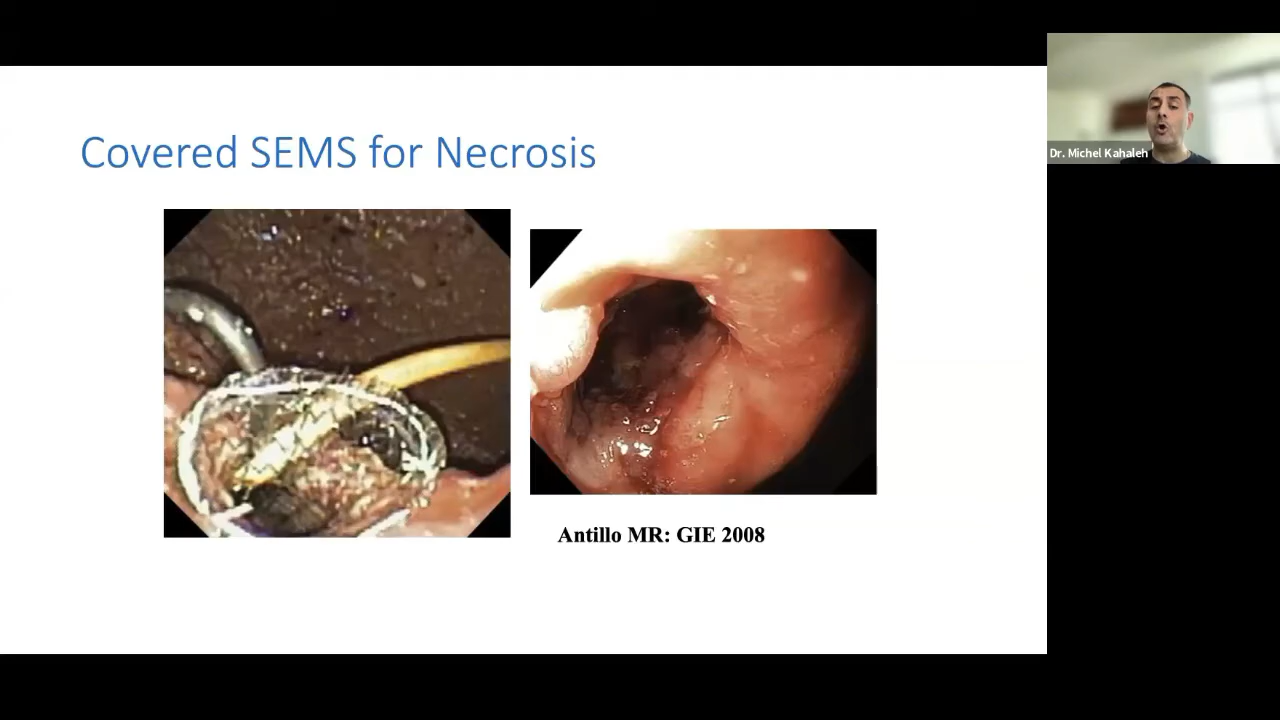 Covered SEMS for Necrosis
Dr. Michel Kahaleh
Antillo MR: GIE 2008